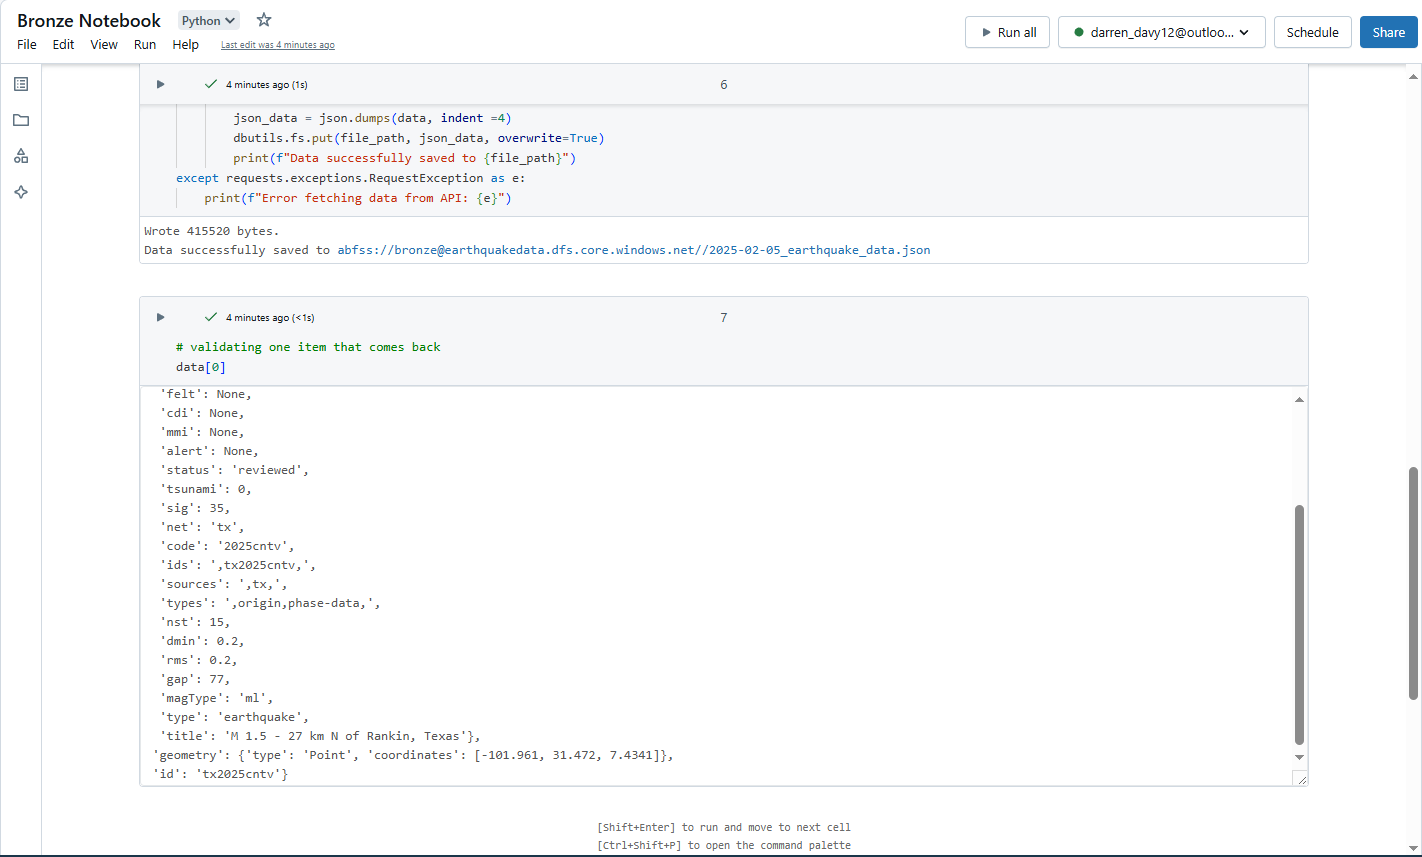 Bronze Notebook Python
File Edit View Run Help Last edit was 4 minutes ago
Run all darren_davy12@outloo... Schedule Share
4 minutes ago (1s) 6
json_data = json.dumps(data, indent =4)
dbutils.fs.put(file_path, json_data, overwrite=True)
print(f"Data successfully saved to {file_path}")
except requests.exceptions.RequestException as e:
print(f"Error fetching data from API: {e}")
Wrote 415520 bytes.
Data successfully saved to abfss://bronze@earthquakedata.dfs.core.windows.net//2025-02-05_earthquake_data.json
4 minutes ago (<1s) 7
# validating one item that comes back
data[0]
'felt': None,
'cdi': None,
'mmi': None,
'alert': None,
'status': 'reviewed',
'tsunami': 0,
'sig': 35,
'net': 'tx',
'code': '2025cntv',
'ids': ',tx2025cntv,',
'sources': ',tx,',
'types': ',origin,phase-data,',
'nst': 15,
'dmin': 0.2,
'rms': 0.2,
'gap': 77,
'magType': 'ml',
'type': 'earthquake',
'title': 'M 1.5 - 27 km N of Rankin, Texas'},
'geometry': {'type': 'Point', 'coordinates': [-101.961, 31.472, 7.4341]},
'id': 'tx2025cntv'}
[Shift+Enter] to run and move to next cell
[Ctrl+Shift+P] to open the command palette